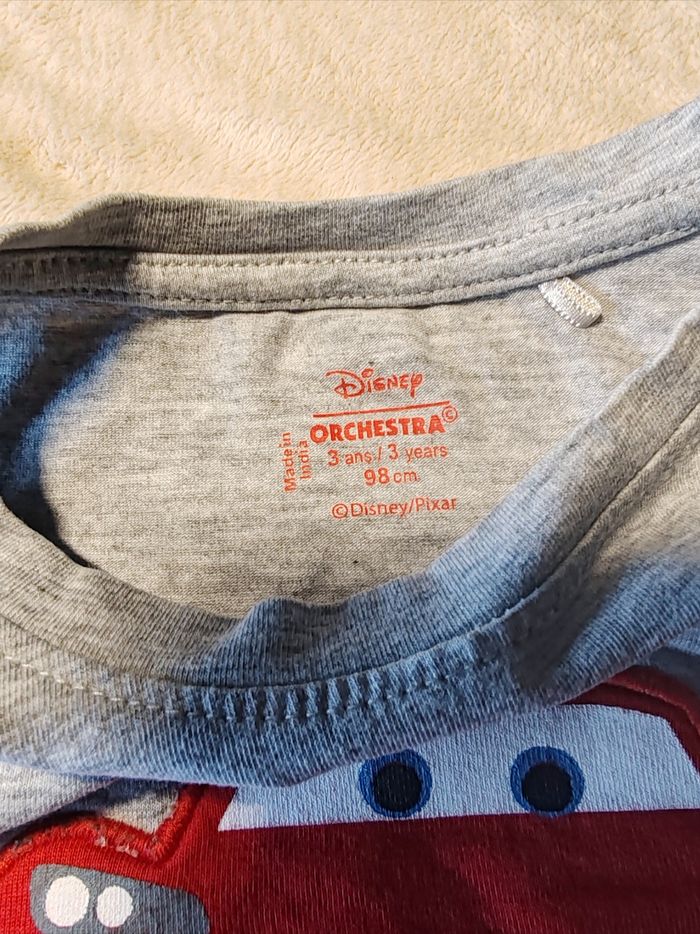 Disney
ORCHESTRA©
3 ans / 3 years
98 cm
©Disney/Pixar
Made in
India